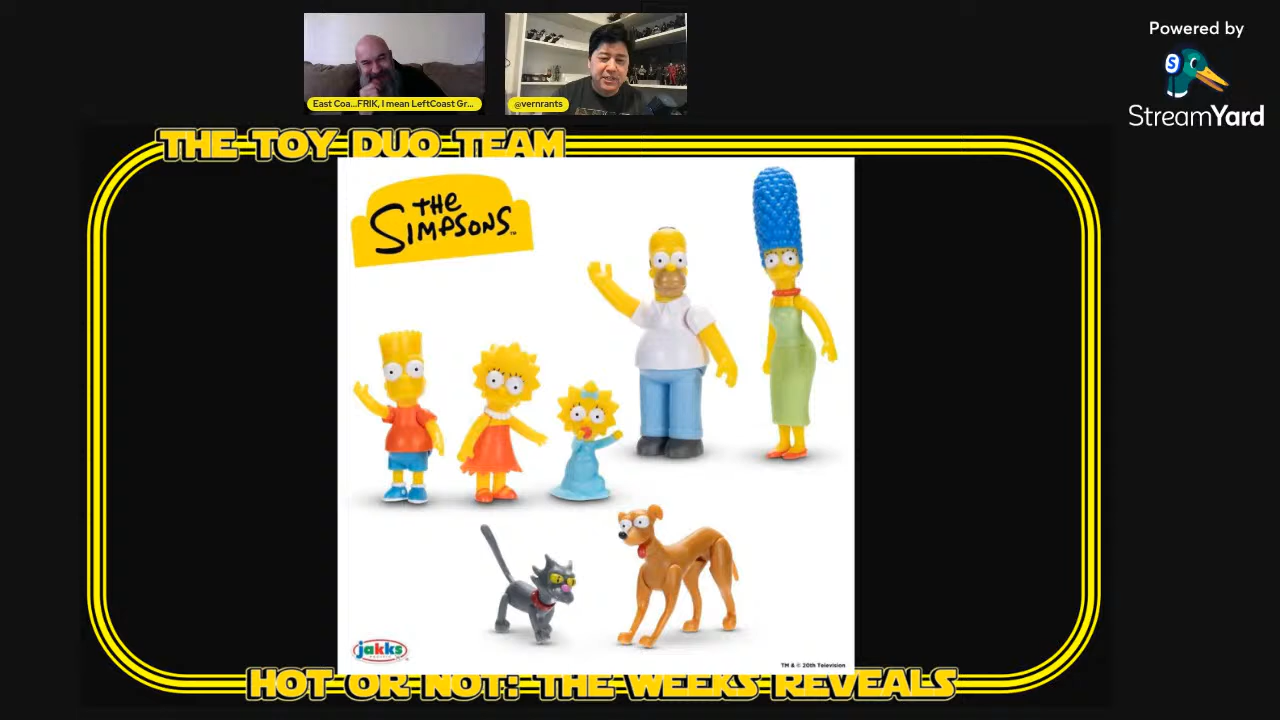 Powered by
StreamYard
East Coa...FRIK, I mean LeftCoast Gr...
@vernrants
THE TOY DUO TEAM
THE SIMPSONS™
jakks
TM & © 20th Television
HOT OR NOT: THE WEEKS REVEALS